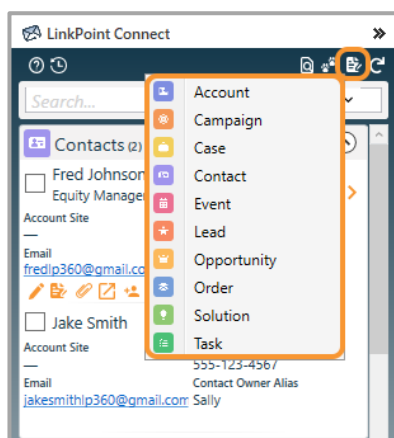 LinkPoint Connect
Search...
Account
Campaign
Case
Contact
Event
Lead
Opportunity
Order
Solution
Task
Contacts (2)
Fred Johnson
Equity Manage
Account Site
—
Email
fredlp360@gmail.co
Jake Smith
Account Site
—
555-123-4567
Email
Contact Owner Alias
jakesmithlp360@gmail.com
Sally